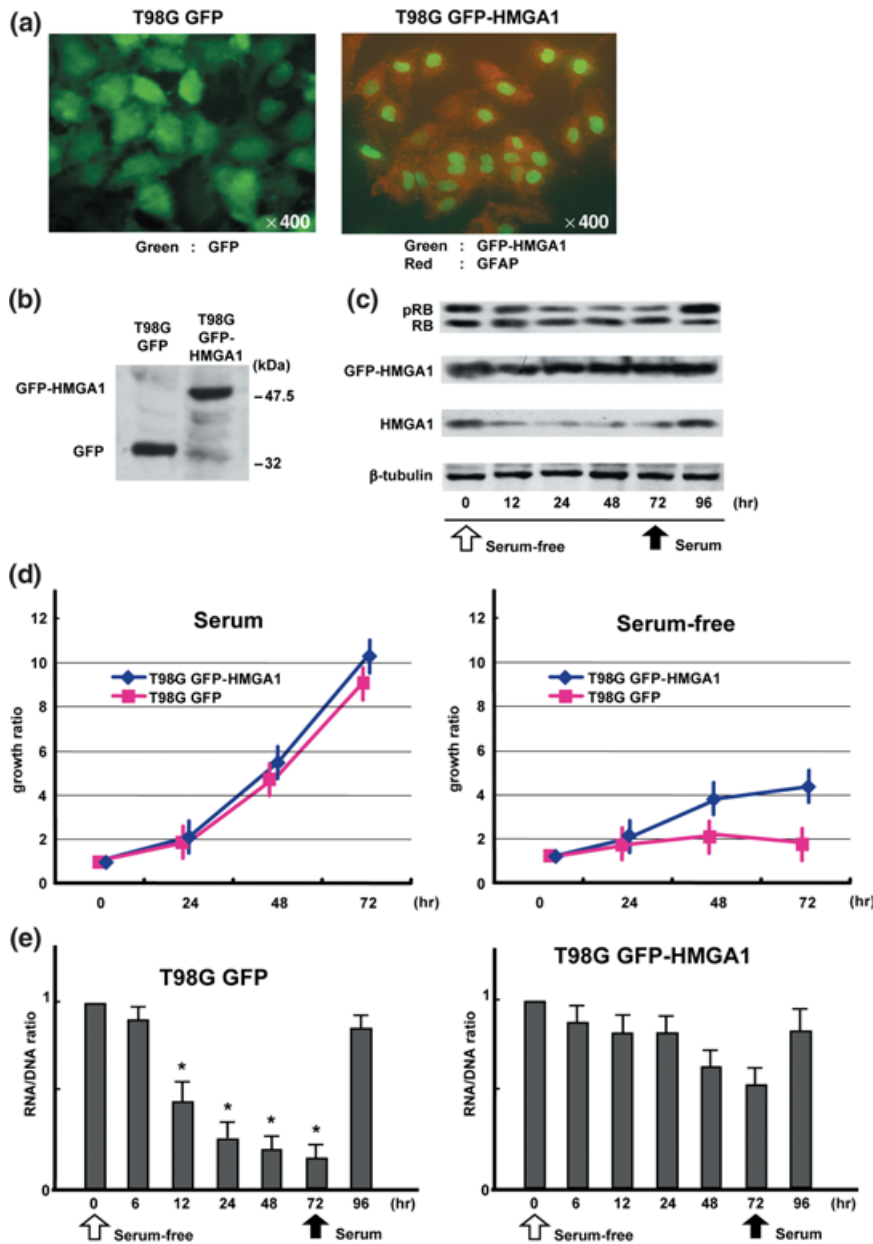 (a)
T98G GFP
T98G GFP-HMGA1
×400
×400
Green : GFP
Green : GFP-HMGA1
Red : GFAP
(b)
T98G
GFP
T98G
GFP-
HMGA1
(kDa)
GFP-HMGA1
–47.5
GFP
–32
(c)
pRB
RB
GFP-HMGA1
HMGA1
β-tubulin
0 12 24 48 72 96 (hr)
Serum-free
Serum
(d)
Serum
12
10
8
6
4
2
0
growth ratio
T98G GFP-HMGA1
T98G GFP
0 24 48 72 (hr)
Serum-free
12
10
8
6
4
2
0
growth ratio
T98G GFP-HMGA1
T98G GFP
0 24 48 72 (hr)
(e)
T98G GFP
1
0
RNA/DNA ratio
* * * *
0 6 12 24 48 72 96 (hr)
Serum-free
Serum
T98G GFP-HMGA1
1
0
RNA/DNA ratio
0 6 12 24 48 72 96 (hr)
Serum-free
Serum